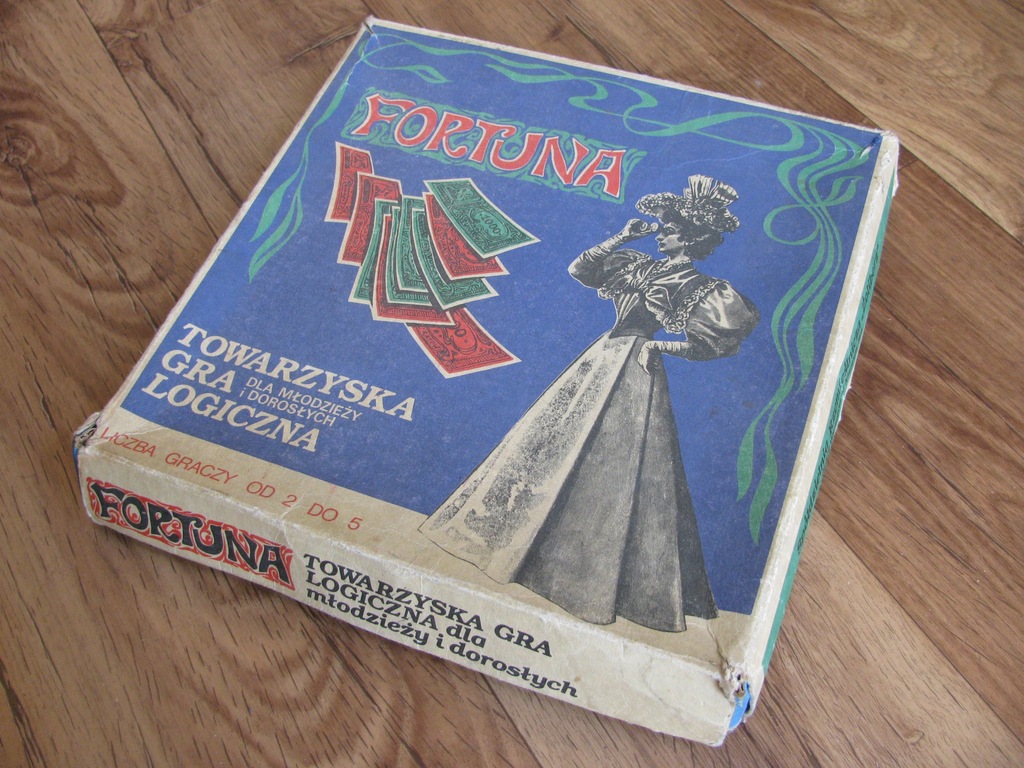 FORTUNA
TOWARZYSKA
GRA DLA MŁODZIEŻY
I DOROSŁYCH
LOGICZNA
LICZBA GRACZY OD 2 DO 5
FORTUNA
TOWARZYSKA GRA
LOGICZNA dla
młodzieży i dorosłych